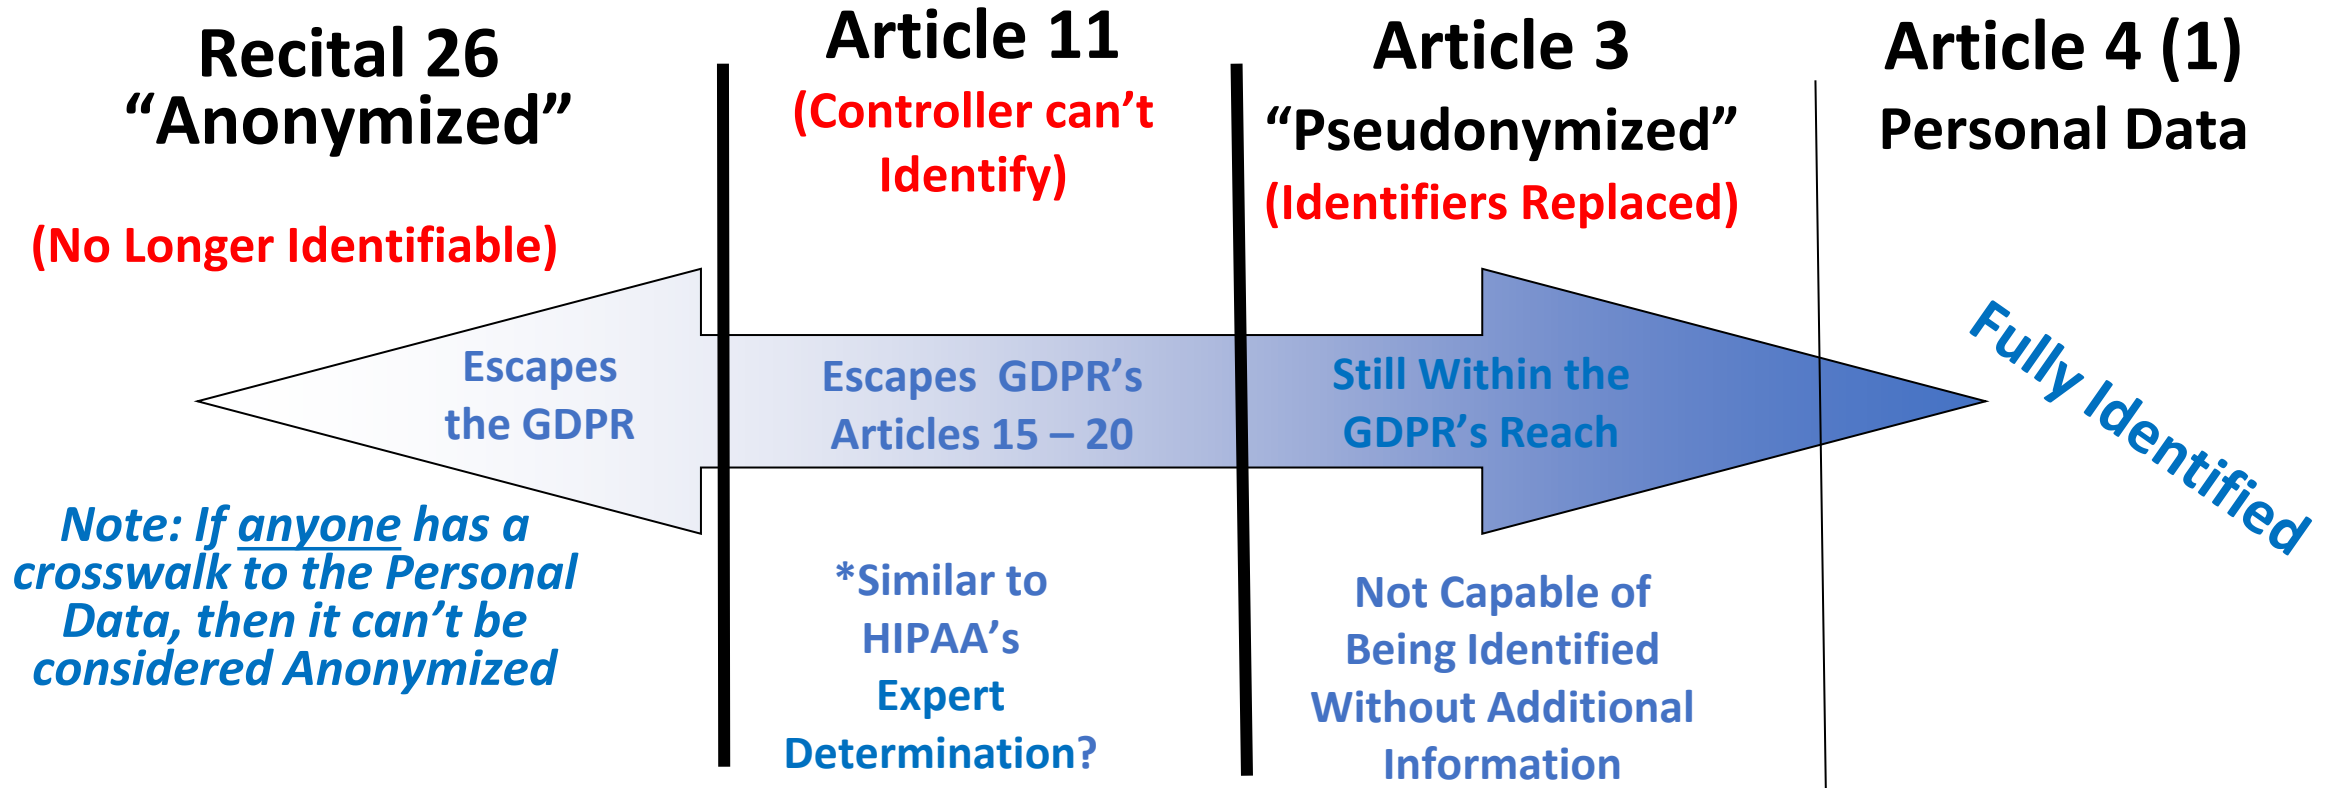 Recital 26
“Anonymized”
(No Longer Identifiable)
Escapes
the GDPR
Note: If anyone has a
crosswalk to the Personal
Data, then it can’t be
considered Anonymized
Article 11
(Controller can’t
Identify)
Escapes GDPR’s
Articles 15 – 20
*Similar to
HIPAA’s
Expert
Determination?
Article 3
“Pseudonymized”
(Identifiers Replaced)
Still Within the
GDPR’s Reach
Not Capable of
Being Identified
Without Additional
Information
Article 4 (1)
Personal Data
Fully Identified